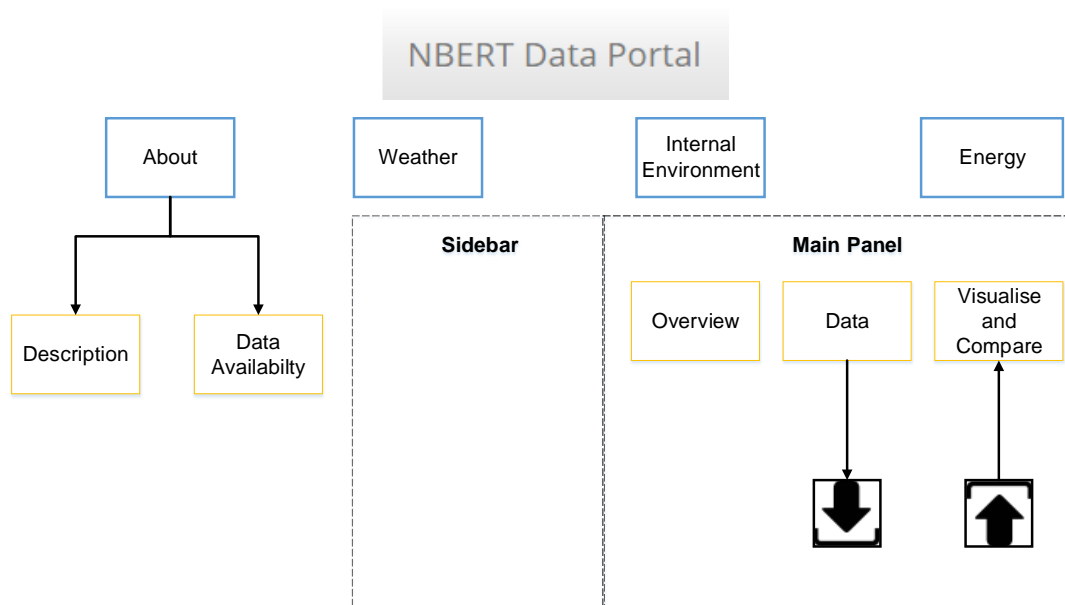 NBERT Data Portal
About
Weather
Internal
Environment
Energy
Sidebar
Main Panel
Description
Data
Availabilty
Overview
Data
Visualise
and
Compare